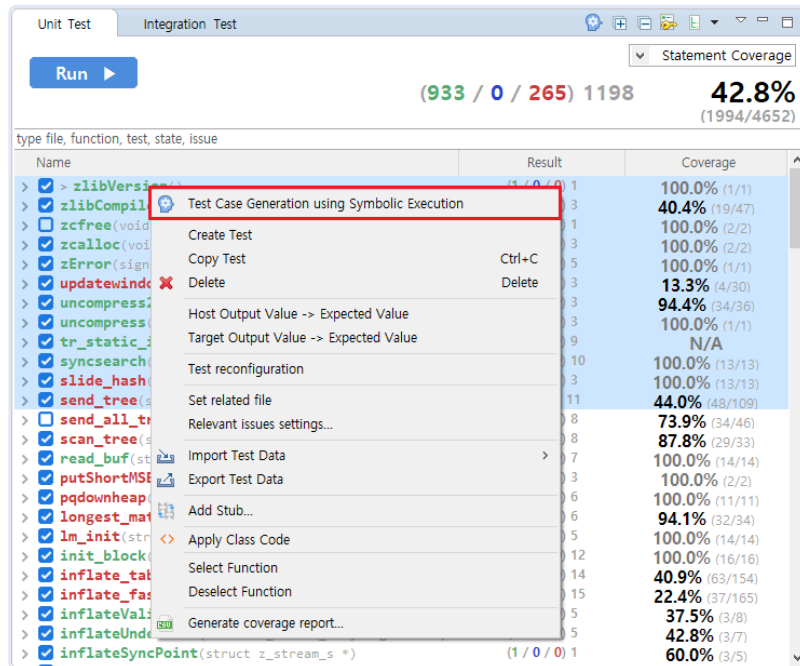 Unit Test Integration Test
Statement Coverage
Run
(933 / 0 / 265) 1198 42.8%
(1994/4652)
type file, function, test, state, issue
Name Result Coverage
> zlibVersion() (1 / 0 / 0) 1 100.0% (1/1)
zlibCompil 3 40.4% (19/47)
zcfree(void 1 100.0% (2/2)
zcalloc(voi 3 100.0% (2/2)
zError(sign 5 100.0% (1/1)
updatewindo 3 13.3% (4/30)
uncompress2 3 94.4% (34/36)
uncompress( 3 100.0% (1/1)
tr_static_i 9 N/A
syncsearch( 10 100.0% (13/13)
slide_hash( 3 100.0% (13/13)
send_tree(s 11 44.0% (48/109)
send_all_tr 8 73.9% (34/46)
scan_tree(s 8 87.8% (29/33)
read_buf(st 7 100.0% (14/14)
putShortMSB 3 100.0% (2/2)
pqdownheap( 6 100.0% (11/11)
longest_mat 6 94.1% (32/34)
lm_init(str 5 100.0% (14/14)
init_block( 12 100.0% (16/16)
inflate_tab 14 40.9% (63/154)
inflate_fas 15 22.4% (37/165)
inflateVali 5 37.5% (3/8)
inflateUnde 5 42.8% (3/7)
inflateSyncPoint(struct z_stream_s *) (1 / 0 / 0) 1 60.0% (3/5)
Test Case Generation using Symbolic Execution
Create Test
Copy Test Ctrl+C
Delete Delete
Host Output Value -> Expected Value
Target Output Value -> Expected Value
Test reconfiguration
Set related file
Relevant issues settings...
Import Test Data
Export Test Data
Add Stub...
Apply Class Code
Select Function
Deselect Function
CSV Generate coverage report...